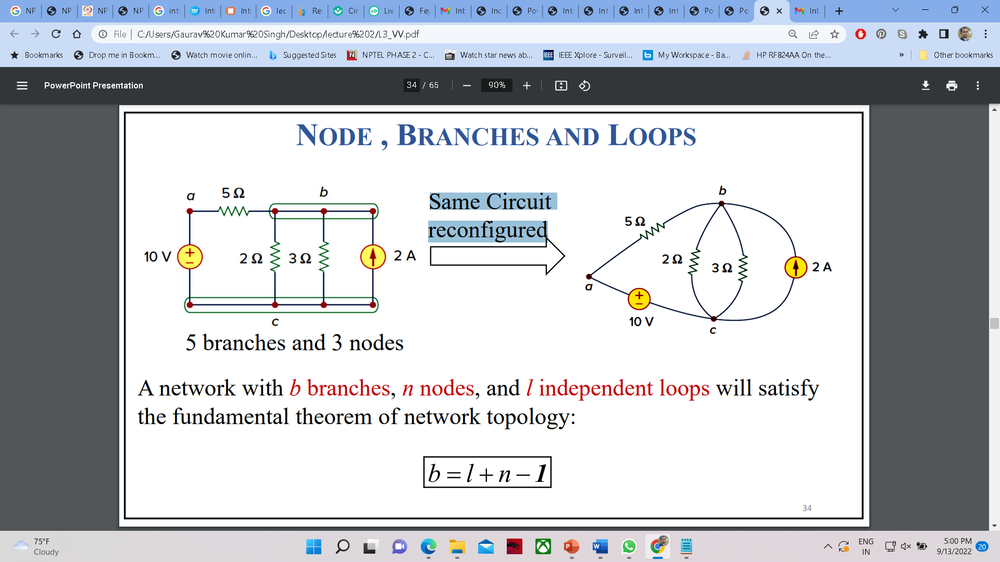 NP NP NP NP int Int Int lec Res Cir Liv Fey Inb Inc Po Int Int Int Int Po Po Inb
File | C:/Users/Gaurav%20Kumar%20Singh/Desktop/lecture%202/L3_VV.pdf
Bookmarks Drop me in Bookm... Watch movie onlin... Suggested Sites NPTEL PHASE 2 - C... Watch star news ab... IEEE Xplore - Surveil... My Workspace - Ba... HP RF824AA On the... » Other bookmarks
PowerPoint Presentation 34 / 65 90%
NODE , BRANCHES AND LOOPS
a 5 Ω b
10 V + − 2 Ω 3 Ω 2 A
c
Same Circuit
reconfigured
b
5 Ω
2 Ω 3 Ω 2 A
a
+ −
10 V
c
5 branches and 3 nodes
A network with b branches, n nodes, and l independent loops will satisfy
the fundamental theorem of network topology:
b = l + n − 1
34
75°F
Cloudy
ENG
IN
5:00 PM
9/13/2022
20